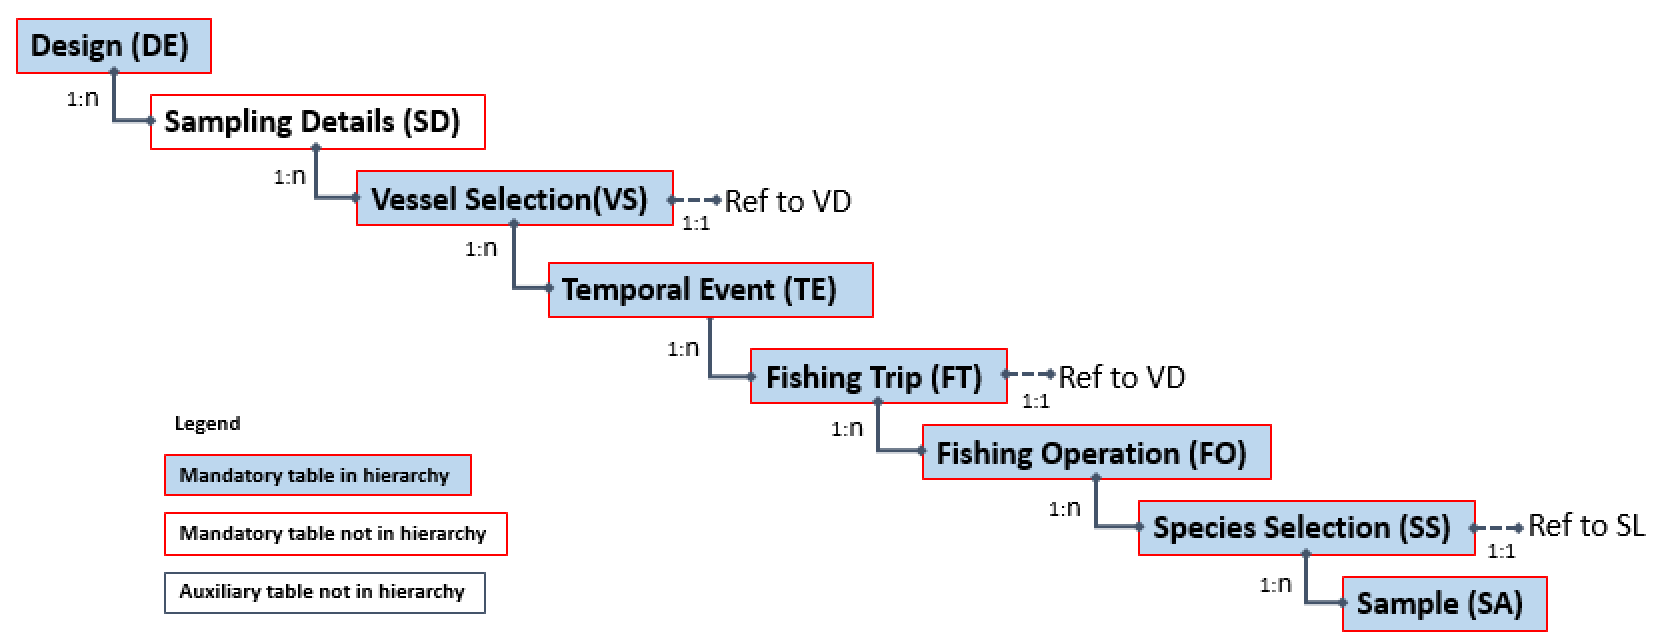 Design (DE)
1:n
Sampling Details (SD)
1:n
Vessel Selection(VS)
Ref to VD
1:1
1:n
Temporal Event (TE)
1:n
Fishing Trip (FT)
Ref to VD
1:1
1:n
Fishing Operation (FO)
1:n
Species Selection (SS)
Ref to SL
1:1
1:n
Sample (SA)
Legend
Mandatory table in hierarchy
Mandatory table not in hierarchy
Auxiliary table not in hierarchy